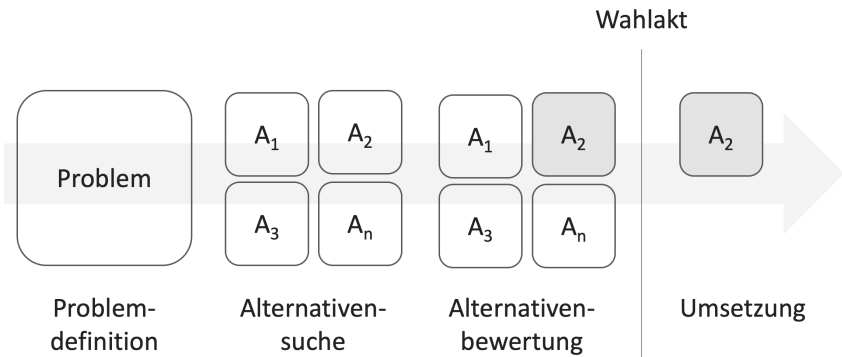 Wahlakt
Problem
A₁ A₂
A₃ Aₙ
A₁ A₂
A₃ Aₙ
A₂
Problem-
definition
Alternativen-
suche
Alternativen-
bewertung
Umsetzung